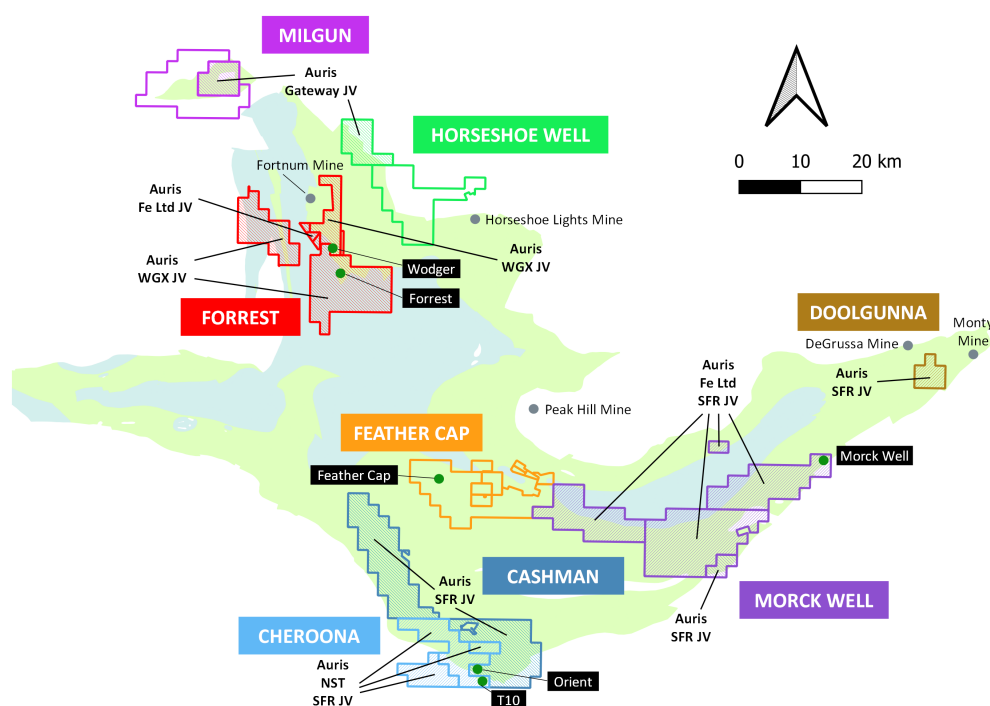 MILGUN
Auris
Gateway JV
HORSESHOE WELL
0 10 20 km
Fortnum Mine
Auris
Fe Ltd JV
Horseshoe Lights Mine
Auris
WGX JV
Auris
WGX JV
Wodger
Forrest
FORREST
DOOLGUNNA
Monty
Mine
DeGrussa Mine
Auris
SFR JV
Auris
Fe Ltd
SFR JV
Peak Hill Mine
FEATHER CAP
Feather Cap
Morck Well
Auris
SFR JV
CASHMAN
MORCK WELL
Auris
SFR JV
CHEROONA
Auris
NST
SFR JV
Orient
T10